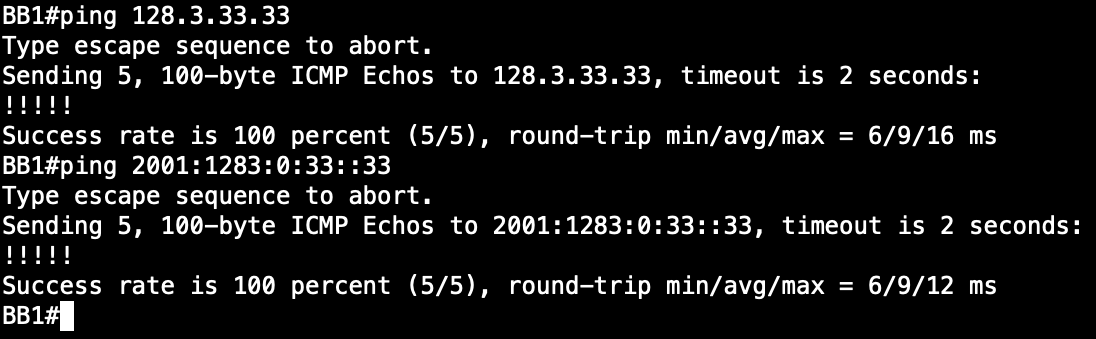 BB1#ping 128.3.33.33
Type escape sequence to abort.
Sending 5, 100-byte ICMP Echos to 128.3.33.33, timeout is 2 seconds:
!!!!!
Success rate is 100 percent (5/5), round-trip min/avg/max = 6/9/16 ms
BB1#ping 2001:1283:0:33::33
Type escape sequence to abort.
Sending 5, 100-byte ICMP Echos to 2001:1283:0:33::33, timeout is 2 seconds:
!!!!!
Success rate is 100 percent (5/5), round-trip min/avg/max = 6/9/12 ms
BB1#